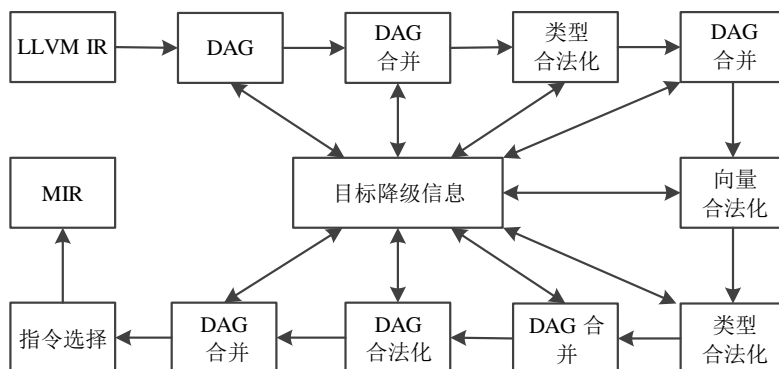 LLVM IR
DAG
DAG
合并
类型
合法化
DAG
合并
MIR
目标降级信息
向量
合法化
指令选择
DAG
合并
DAG
合法化
DAG 合
并
类型
合法化